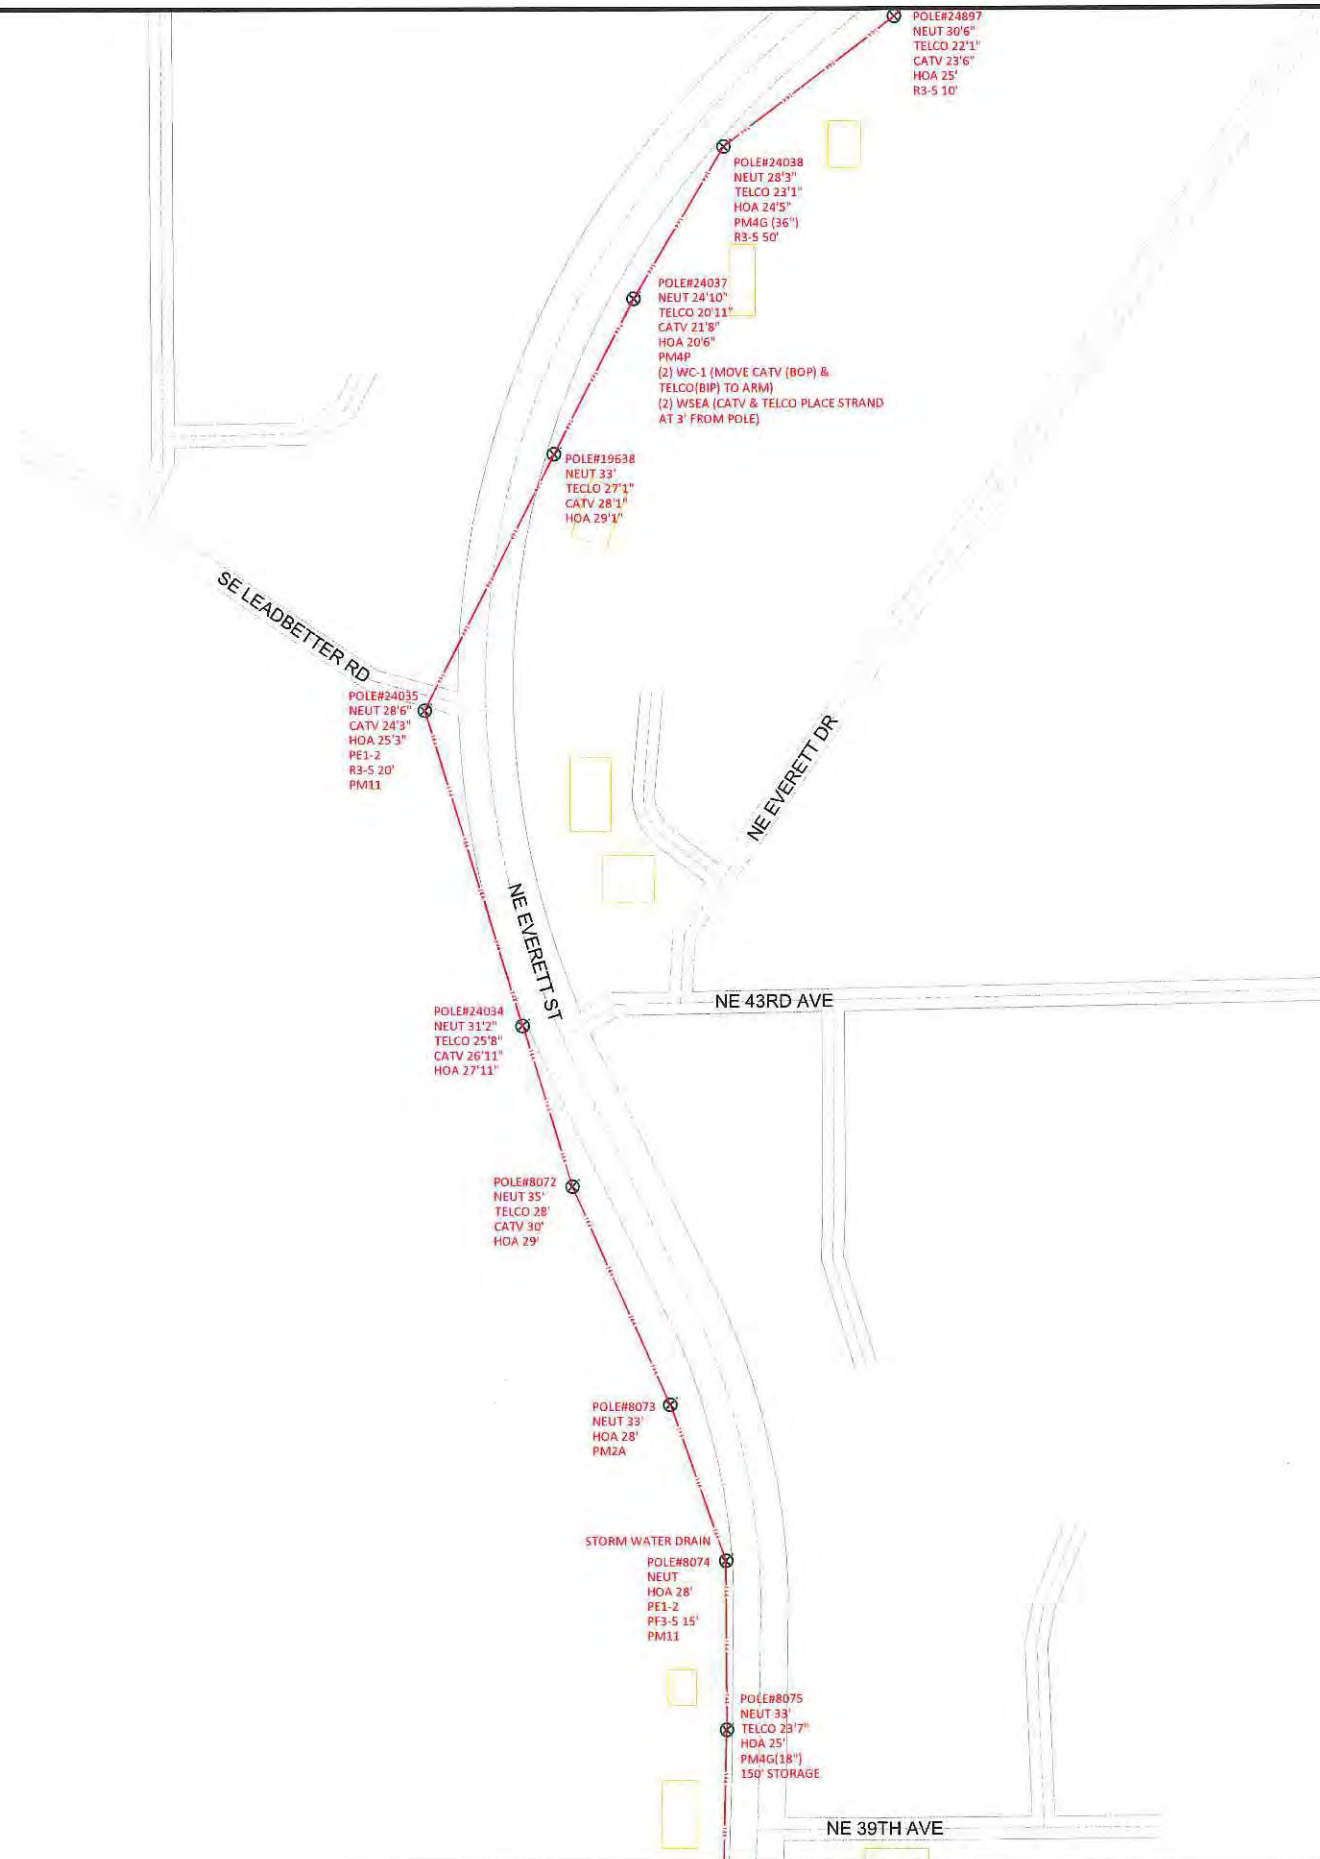 POLE#24897
NEUT 30'6"
TELCO 22'1"
CATV 23'6"
HOA 25'
R3-5 10'
POLE#24038
NEUT 28'3"
TELCO 23'1"
HOA 24'5"
PM4G (36")
R3-5 50'
POLE#24037
NEUT 24'10"
TELCO 20'11"
CATV 21'8"
HOA 20'6"
PM4P
(2) WC-1 (MOVE CATV (BOP) &
TELCO(BIP) TO ARM)
(2) WSEA (CATV & TELCO PLACE STRAND
AT 3' FROM POLE)
POLE#19638
NEUT 33'
TECLO 27'1"
CATV 28'1"
HOA 29'1"
SE LEADBETTER RD
POLE#24035
NEUT 28'6"
CATV 24'3"
HOA 25'3"
PE1-2
R3-5 20'
PM11
NE EVERETT DR
NE EVERETT ST
NE 43RD AVE
POLE#24034
NEUT 31'2"
TELCO 25'8"
CATV 26'11"
HOA 27'11"
POLE#8072
NEUT 35'
TELCO 28'
CATV 30'
HOA 29'
POLE#8073
NEUT 33'
HOA 28'
PM2A
STORM WATER DRAIN
POLE#8074
NEUT
HOA 28'
PE1-2
PF3-5 15'
PM11
POLE#8075
NEUT 33'
TELCO 23'7"
HOA 25'
PM4G(18")
150' STORAGE
NE 39TH AVE